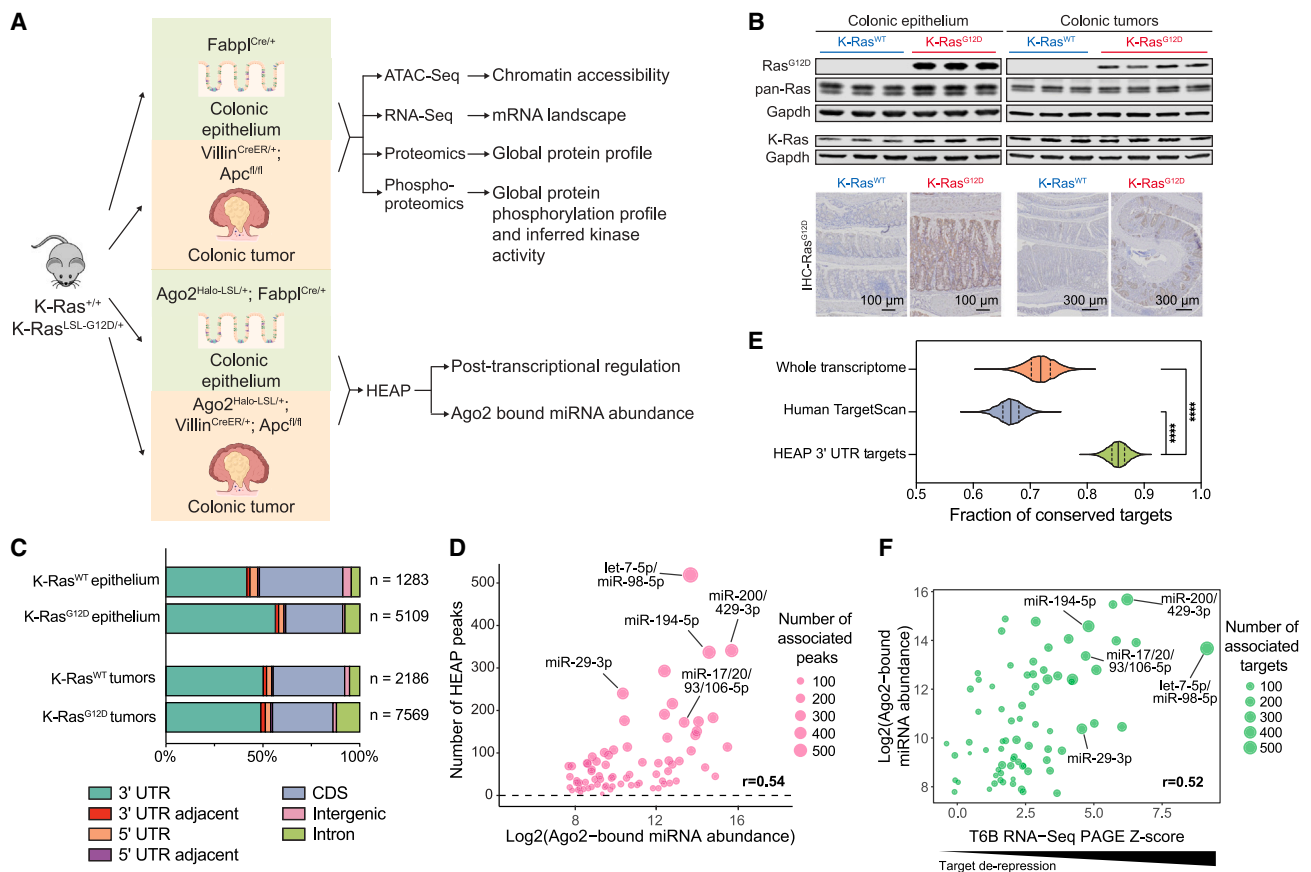 A
Fabpl^Cre/+
Colonic
epithelium
Villin^CreER/+;
Apc^fl/fl
Colonic tumor
K-Ras^+/+
K-Ras^LSL-G12D/+
Ago2^Halo-LSL/+; Fabpl^Cre/+
Colonic
epithelium
Ago2^Halo-LSL/+;
Villin^CreER/+; Apc^fl/fl
Colonic tumor
ATAC-Seq
Chromatin accessibility
RNA-Seq
mRNA landscape
Proteomics
Global protein profile
Phospho-
proteomics
Global protein
phosphorylation profile
and inferred kinase
activity
HEAP
Post-transcriptional regulation
Ago2 bound miRNA abundance
B
Colonic epithelium
Colonic tumors
K-Ras^WT
K-Ras^G12D
K-Ras^WT
K-Ras^G12D
Ras^G12D
pan-Ras
Gapdh
K-Ras
Gapdh
K-Ras^WT
K-Ras^G12D
K-Ras^WT
K-Ras^G12D
IHC-Ras^G12D
100 µm
100 µm
300 µm
300 µm
E
Whole transcriptome
Human TargetScan
HEAP 3' UTR targets
****
****
0.5
0.6
0.7
0.8
0.9
1.0
Fraction of conserved targets
C
K-Ras^WT epithelium
n = 1283
K-Ras^G12D epithelium
n = 5109
K-Ras^WT tumors
n = 2186
K-Ras^G12D tumors
n = 7569
0%
50%
100%
3' UTR
3' UTR adjacent
5' UTR
5' UTR adjacent
CDS
Intergenic
Intron
D
Number of HEAP peaks
500
400
300
200
100
0
let-7-5p/
miR-98-5p
miR-200/
429-3p
miR-194-5p
miR-29-3p
miR-17/20/
93/106-5p
r=0.54
8
12
16
Log2(Ago2−bound miRNA abundance)
Number of
associated
peaks
100
200
300
400
500
F
Log2(Ago2−bound
miRNA abundance)
16
14
12
10
8
miR-194-5p
miR-200/
429-3p
miR-17/20/
93/106-5p
let-7-5p/
miR-98-5p
miR-29-3p
r=0.52
0.0
2.5
5.0
7.5
T6B RNA−Seq PAGE Z−score
Target de-repression
Number of
associated
targets
100
200
300
400
500